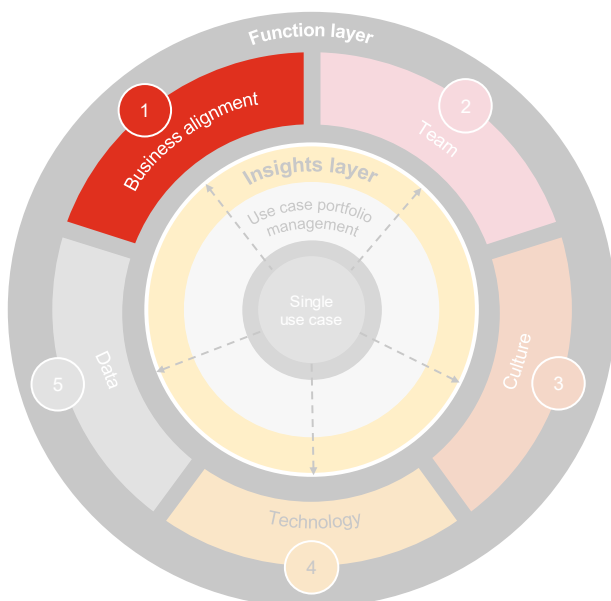 Function layer
1
Business alignment
2
Team
Insights layer
Use case portfolio
management
Single
use case
5
Data
Culture
3
Technology
4